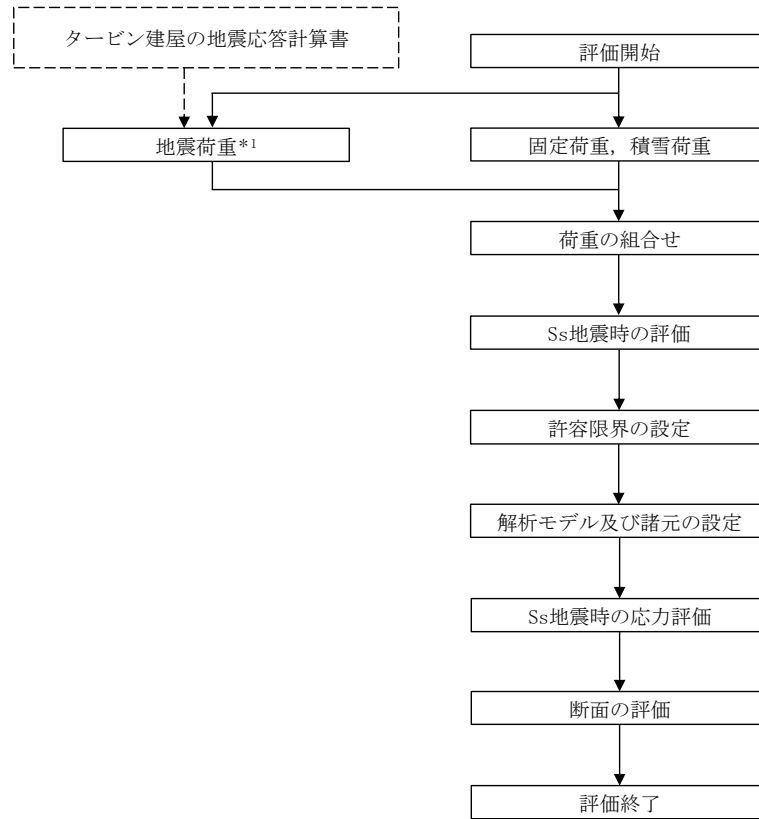 タービン建屋の地震応答計算書
評価開始
地震荷重*1
固定荷重，積雪荷重
荷重の組合せ
Ss地震時の評価
許容限界の設定
解析モデル及び諸元の設定
Ss地震時の応力評価
断面の評価
評価終了